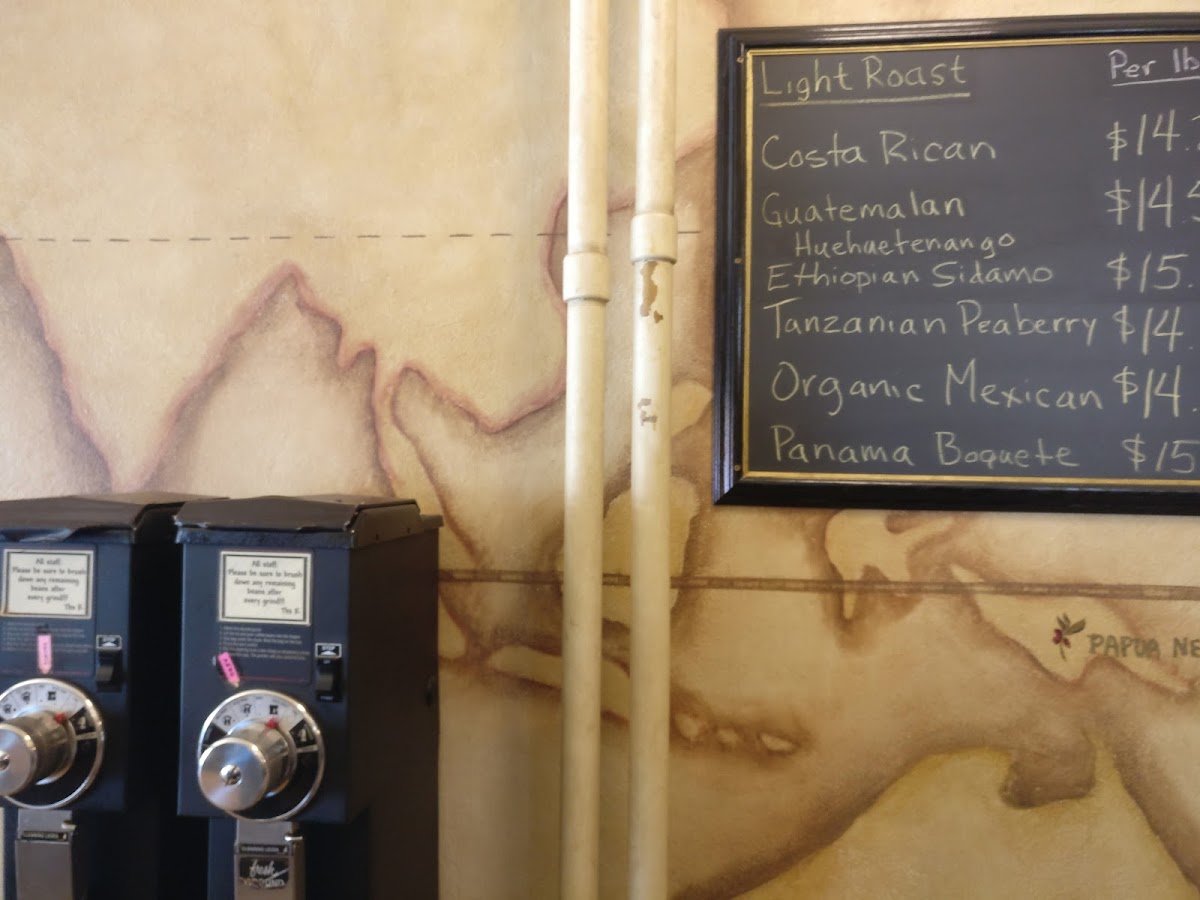 Light Roast Per lb
Costa Rican $14.
Guatemalan $14.
Huehuetenango
Ethiopian Sidamo $15.
Tanzanian Peaberry $14.
Organic Mexican $14.
Panama Boquete $15
PAPUA NE
All staff:
Please be sure to brush
down any remaining
beans after
every grind!!!
All staff:
Please be sure to brush
down any remaining
beans after
every grind!!!
fresh